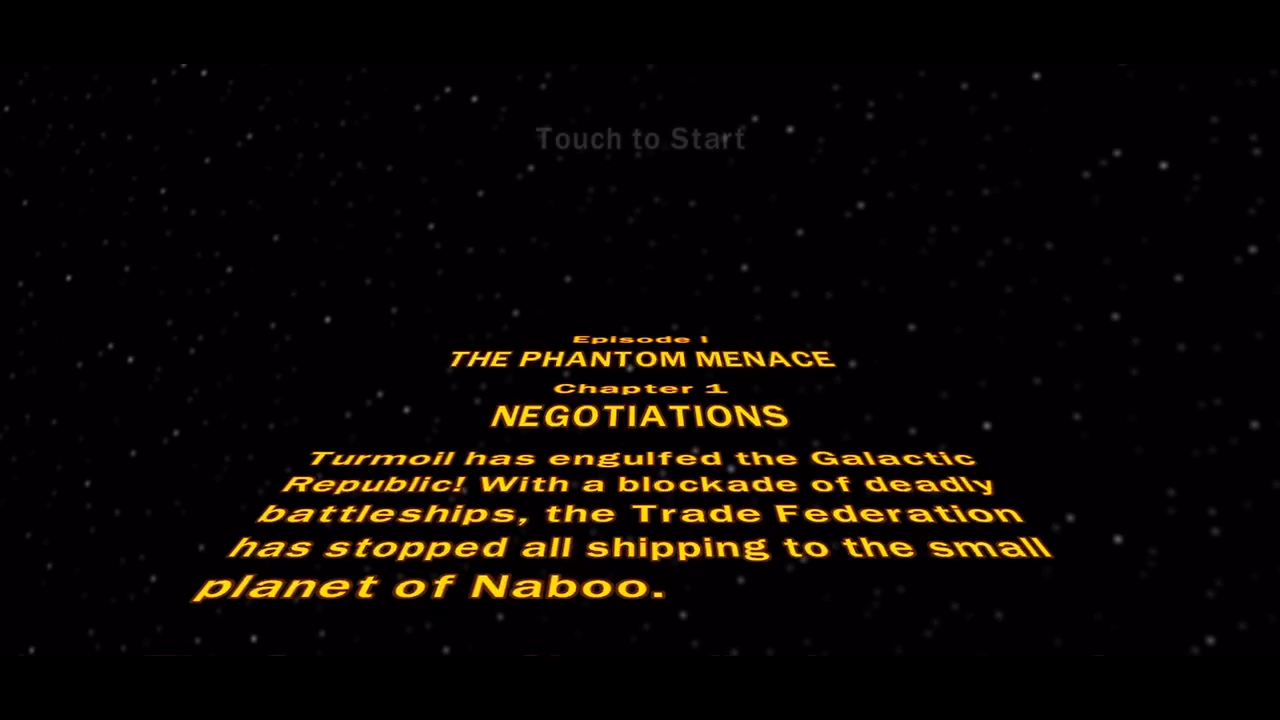 Touch to Start
Episode I
THE PHANTOM MENACE
Chapter 1
NEGOTIATIONS
Turmoil has engulfed the Galactic
Republic! With a blockade of deadly
battleships, the Trade Federation
has stopped all shipping to the small
planet of Naboo.